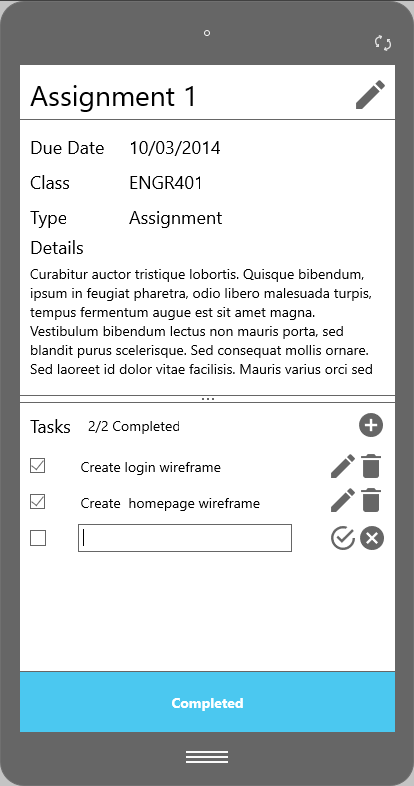 Assignment 1
Due Date 10/03/2014
Class ENGR401
Type Assignment
Details
Curabitur auctor tristique lobortis. Quisque bibendum,
ipsum in feugiat pharetra, odio libero malesuada turpis,
tempus fermentum augue est sit amet magna.
Vestibulum bibendum lectus non mauris porta, sed
blandit purus scelerisque. Sed consequat mollis ornare.
Sed laoreet id dolor vitae facilisis. Mauris varius orci sed
Tasks 2/2 Completed
Create login wireframe
Create homepage wireframe
Completed